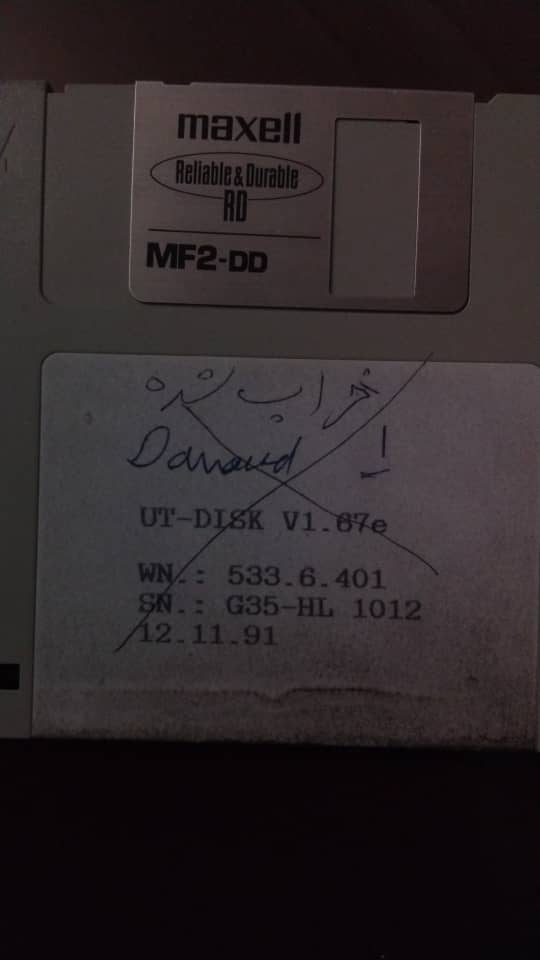 maxell
Reliable & Durable
RD
MF2-DD
خراب شده
Damaged !
UT-DISK V1.67e
WN.: 533.6.401
SN.: G35-HL 1012
12.11.91